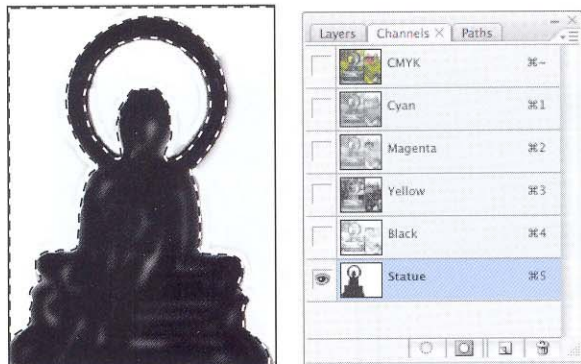 Layers Channels × Paths
CMYK ⌘~
Cyan ⌘1
Magenta ⌘2
Yellow ⌘3
Black ⌘4
Statue ⌘5